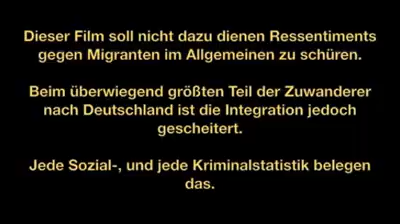 Dieser Film soll nicht dazu dienen Ressentiments
gegen Migranten im Allgemeinen zu schüren.
Beim überwiegend größten Teil der Zuwanderer
nach Deutschland ist die Integration jedoch
gescheitert.
Jede Sozial-, und jede Kriminalstatistik belegen
das.